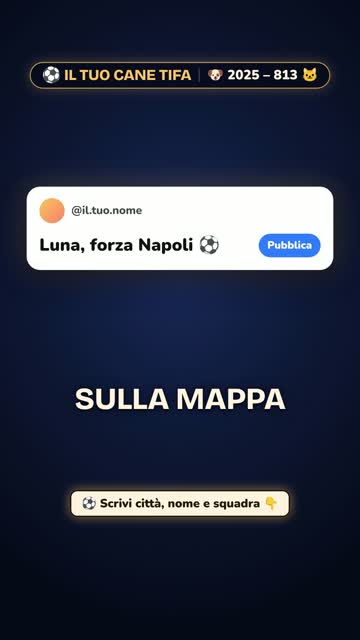 ⚽ IL TUO CANE TIFA | 🐶 2025 – 813 🐱
@il.tuo.nome
Luna, forza Napoli ⚽
Pubblica
SULLA MAPPA
⚽ Scrivi città, nome e squadra 👇